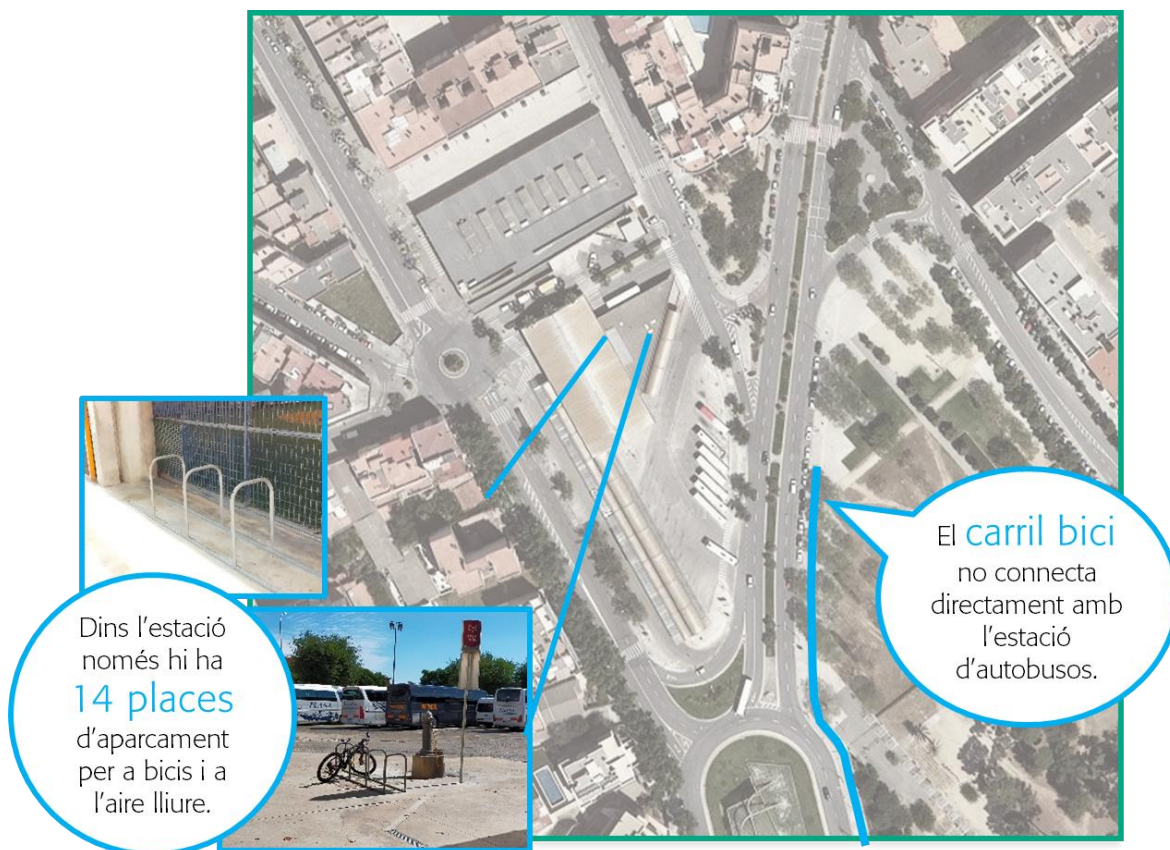 Dins l’estació
només hi ha
14 places
d’aparcament
per a bicis i a
l’aire lliure.
El carril bici
no connecta
directament amb
l’estació
d’autobusos.
PLANA